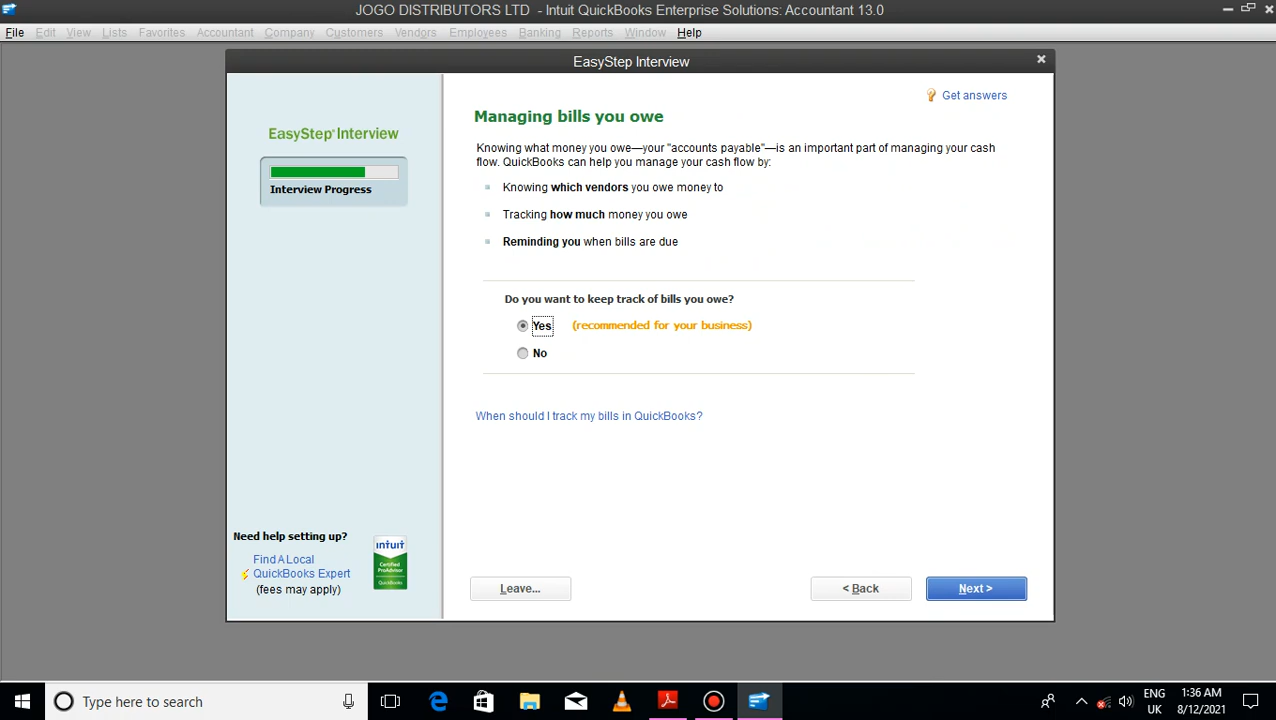 JOGO DISTRIBUTORS LTD - Intuit QuickBooks Enterprise Solutions: Accountant 13.0
File Edit View Lists Favorites Accountant Company Customers Vendors Employees Banking Reports Window Help
EasyStep Interview
Get answers
EasyStep Interview
Interview Progress
Managing bills you owe
Knowing what money you owe—your "accounts payable"—is an important part of managing your cash
flow. QuickBooks can help you manage your cash flow by:
Knowing which vendors you owe money to
Tracking how much money you owe
Reminding you when bills are due
Do you want to keep track of bills you owe?
Yes (recommended for your business)
No
When should I track my bills in QuickBooks?
Need help setting up?
Find A Local
QuickBooks Expert
(fees may apply)
intuit
Certified
ProAdvisor
QuickBooks
Leave...
< Back
Next >
Type here to search
ENG
UK
1:36 AM
8/12/2021